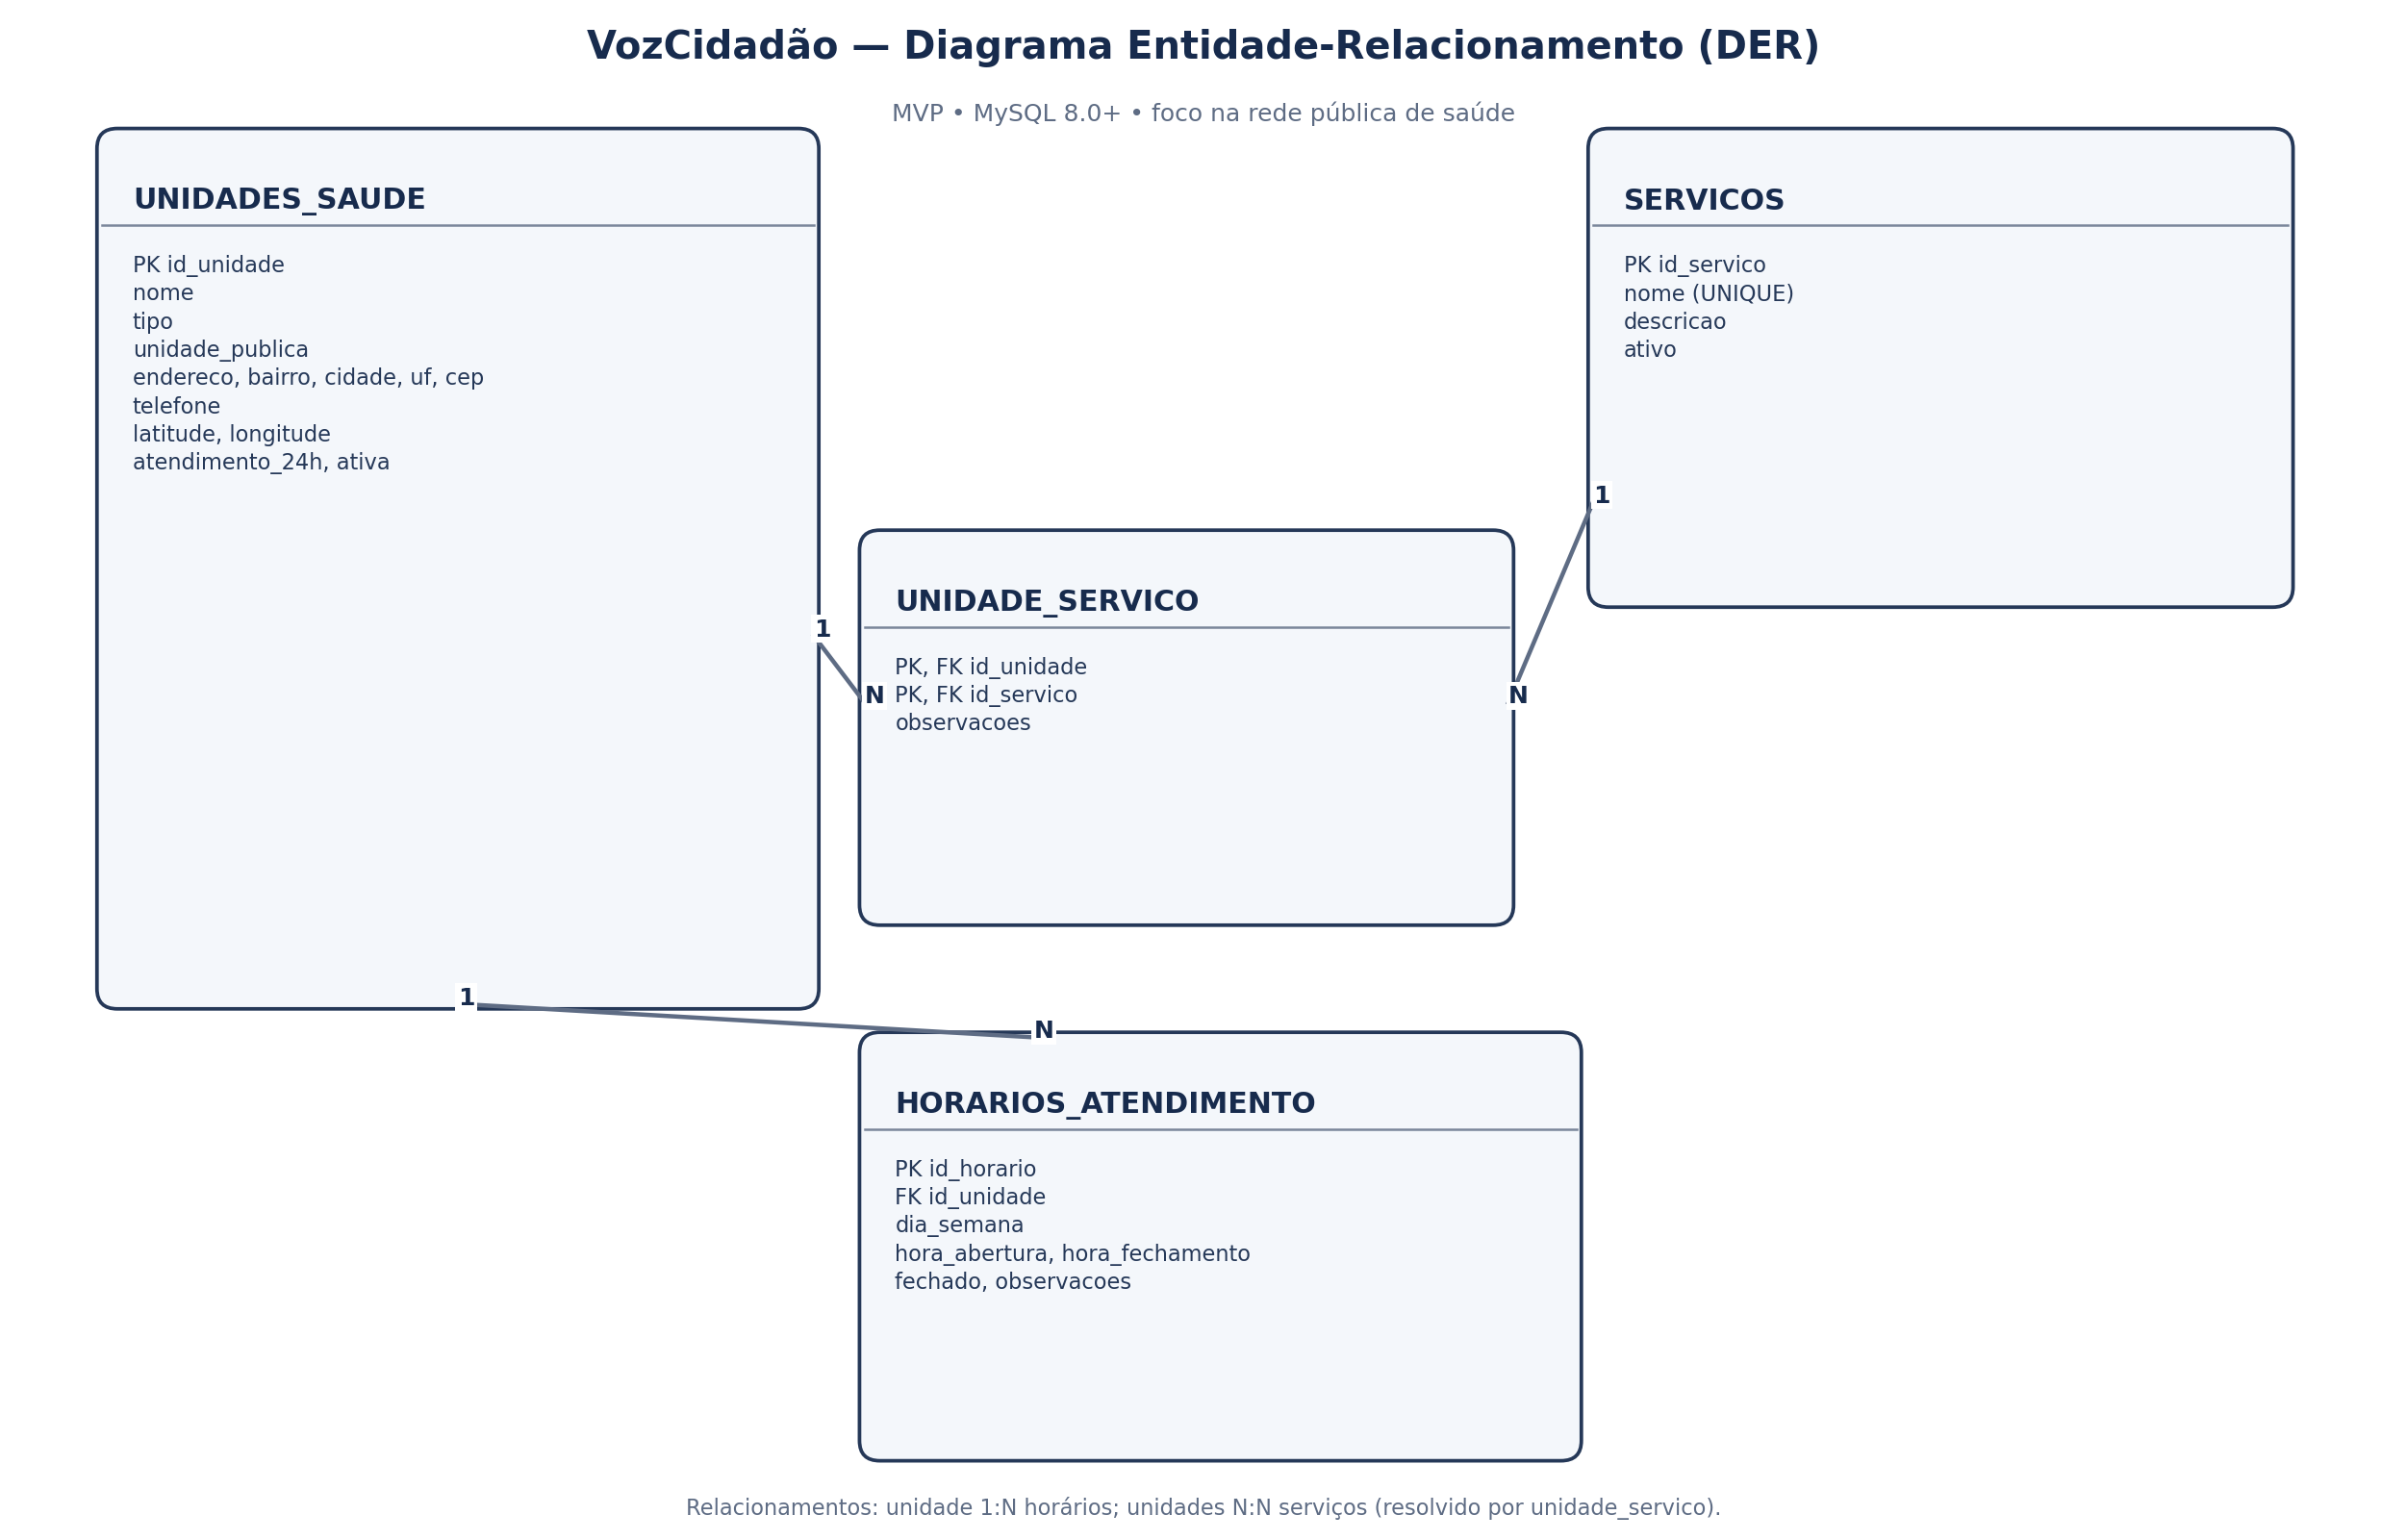 VozCidadão — Diagrama Entidade-Relacionamento (DER)
MVP • MySQL 8.0+ • foco na rede pública de saúde
UNIDADES_SAUDE
PK id_unidade
nome
tipo
unidade_publica
endereco, bairro, cidade, uf, cep
telefone
latitude, longitude
atendimento_24h, ativa
SERVICOS
PK id_servico
nome (UNIQUE)
descricao
ativo
1
1
UNIDADE_SERVICO
PK, FK id_unidade
N
PK, FK id_servico
N
observacoes
1
N
HORARIOS_ATENDIMENTO
PK id_horario
FK id_unidade
dia_semana
hora_abertura, hora_fechamento
fechado, observacoes
Relacionamentos: unidade 1:N horários; unidades N:N serviços (resolvido por unidade_servico).